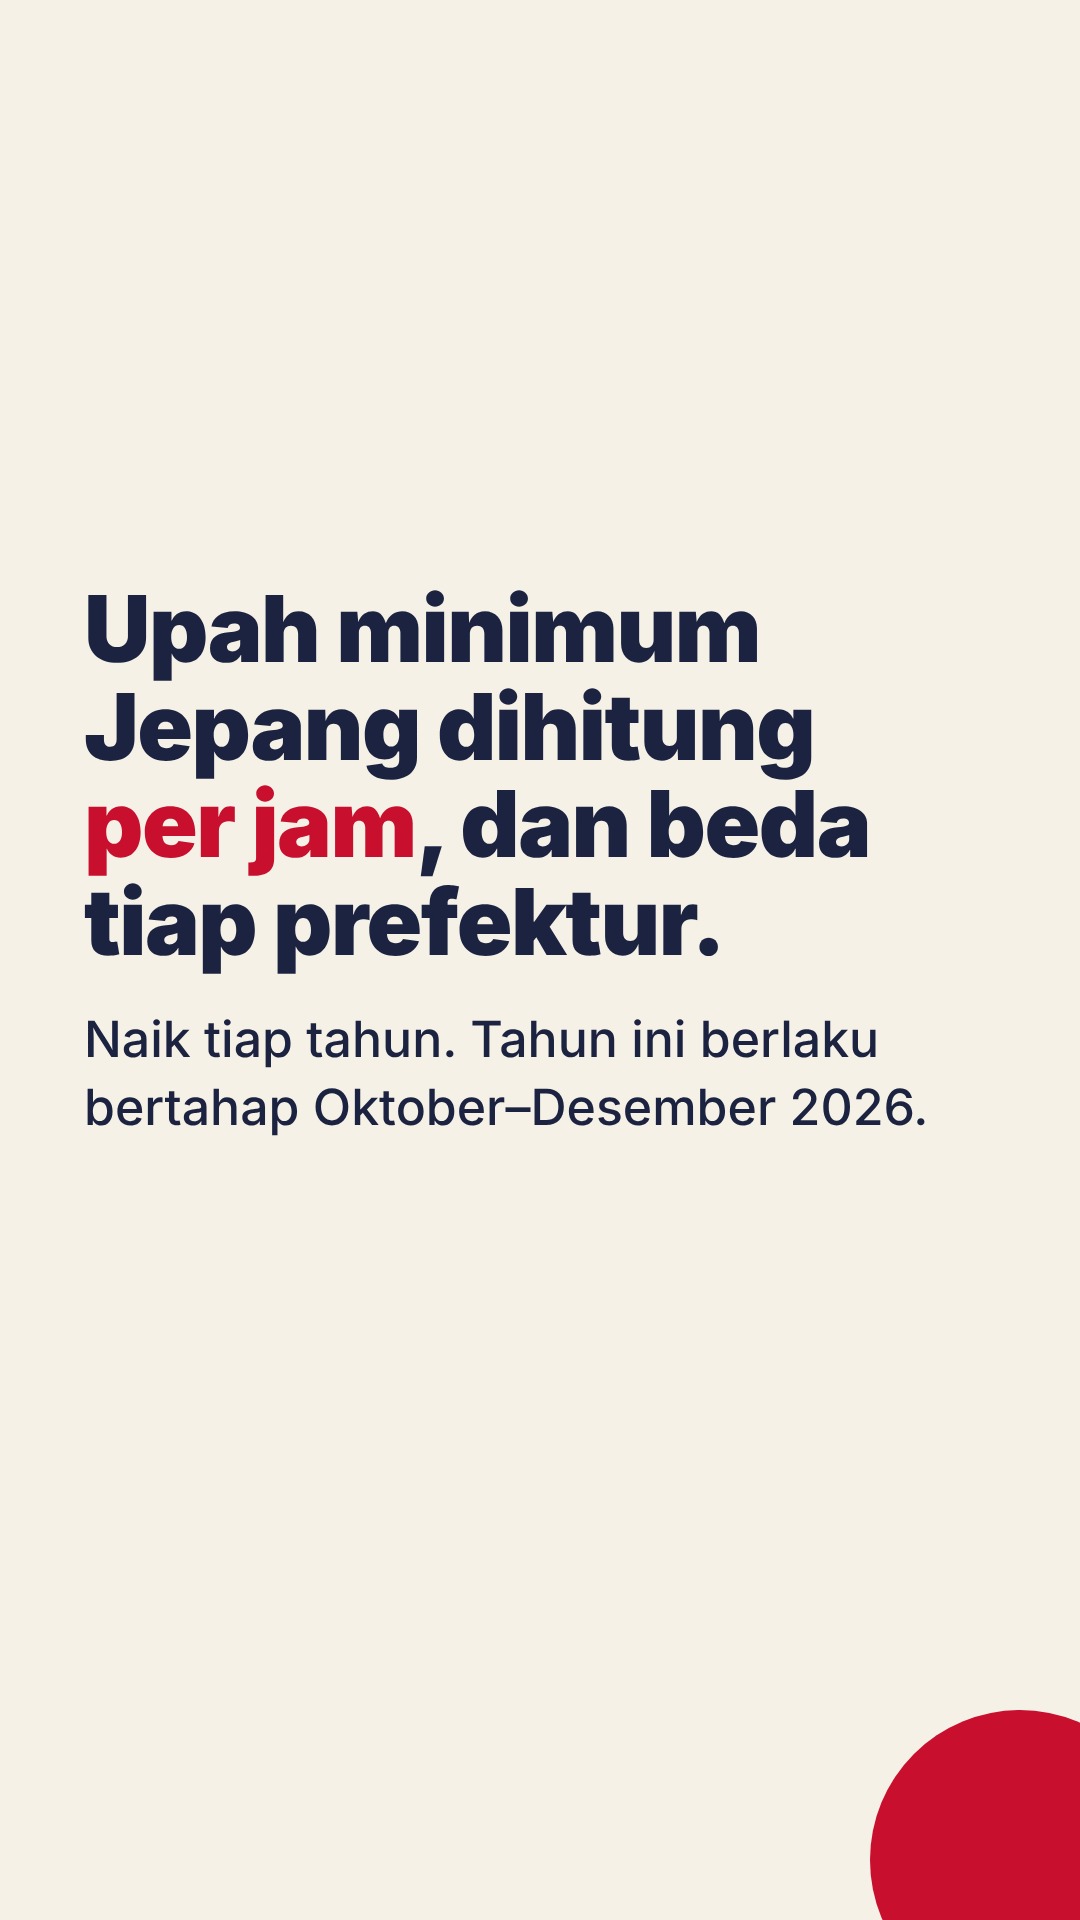 Upah minimum
Jepang dihitung
per jam, dan beda
tiap prefektur.
Naik tiap tahun. Tahun ini berlaku
bertahap Oktober–Desember 2026.